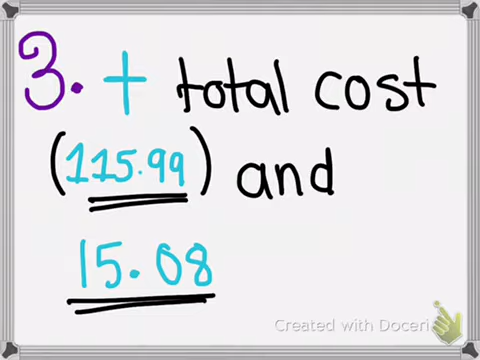 3. + total cost
(115.99) and
15.08
Created with Doceri